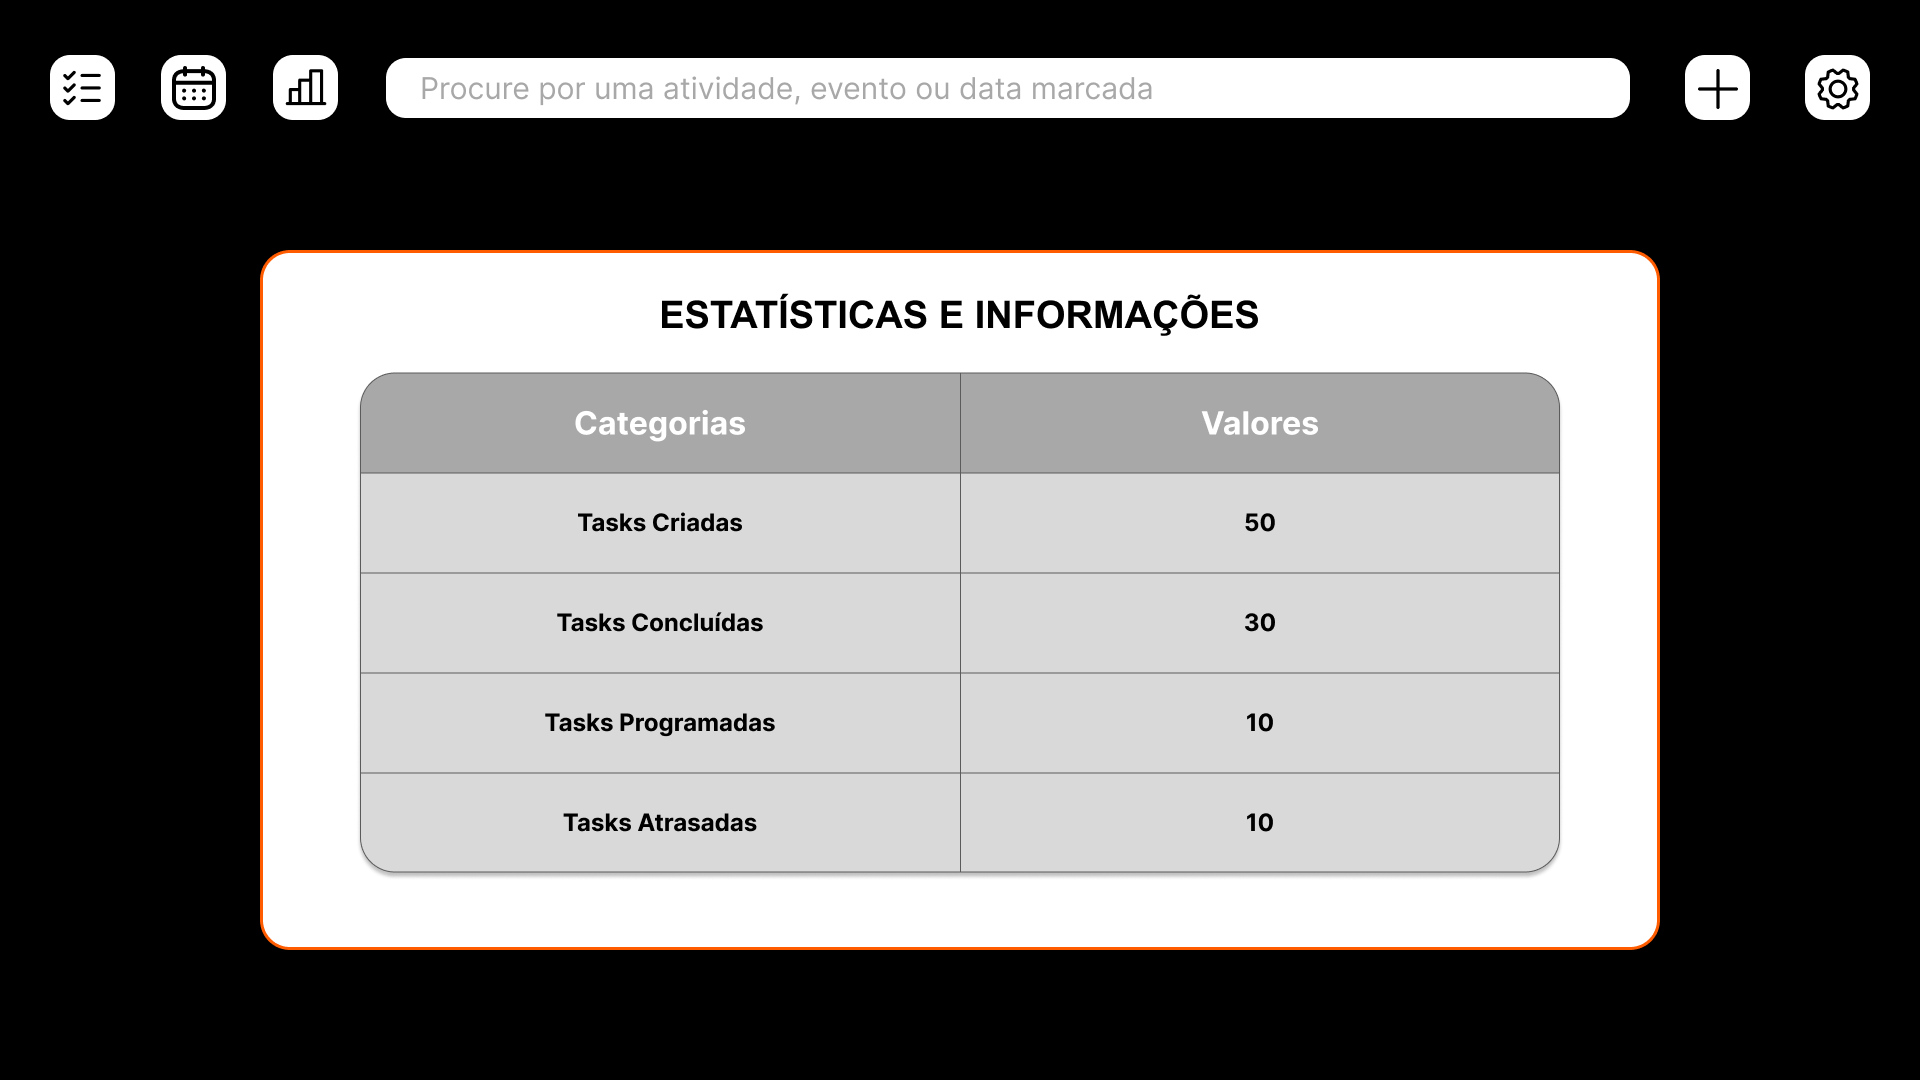 Procure por uma atividade, evento ou data marcada
ESTATÍSTICAS E INFORMAÇÕES
Categorias Valores
Tasks Criadas 50
Tasks Concluídas 30
Tasks Programadas 10
Tasks Atrasadas 10